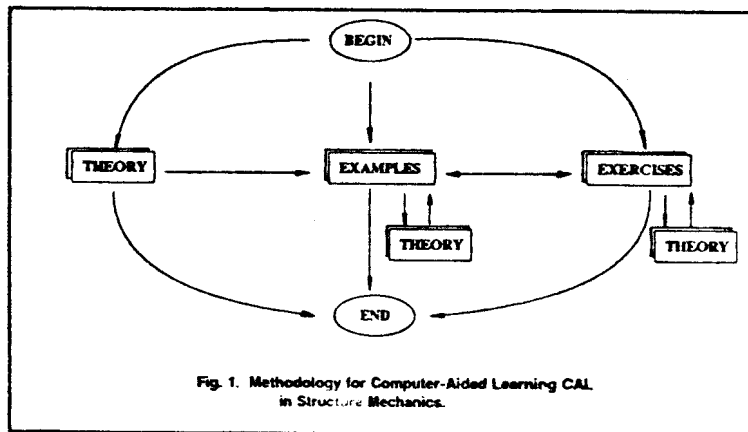 BEGIN
THEORY
EXAMPLES
EXERCISES
THEORY
THEORY
END
Fig. 1. Methodology for Computer-Aided Learning CAL
in Structure Mechanics.